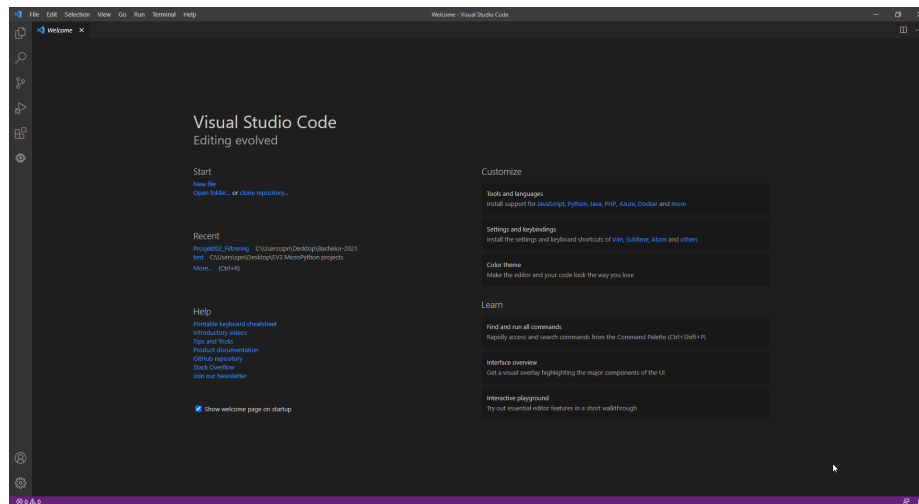 File Edit Selection View Go Run Terminal Help
Welcome - Visual Studio Code
Welcome
Visual Studio Code
Editing evolved
Start
New file
Open folder... or clone repository...
Recent
Prosjekt02_Filtrering C:\Users\spn\Desktop\Bachelor-2021
test C:\Users\spn\Desktop\EV3 MicroPython projects
More... (Ctrl+R)
Help
Printable keyboard cheatsheet
Introductory videos
Tips and Tricks
Product documentation
GitHub repository
Stack Overflow
Join our Newsletter
Show welcome page on startup
Customize
Tools and languages
Install support for JavaScript, Python, Java, PHP, Azure, Docker and more
Settings and keybindings
Install the settings and keyboard shortcuts of Vim, Sublime, Atom and others
Color theme
Make the editor and your code look the way you love
Learn
Find and run all commands
Rapidly access and search commands from the Command Palette (Ctrl+Shift+P)
Interface overview
Get a visual overlay highlighting the major components of the UI
Interactive playground
Try out essential editor features in a short walkthrough
0 0